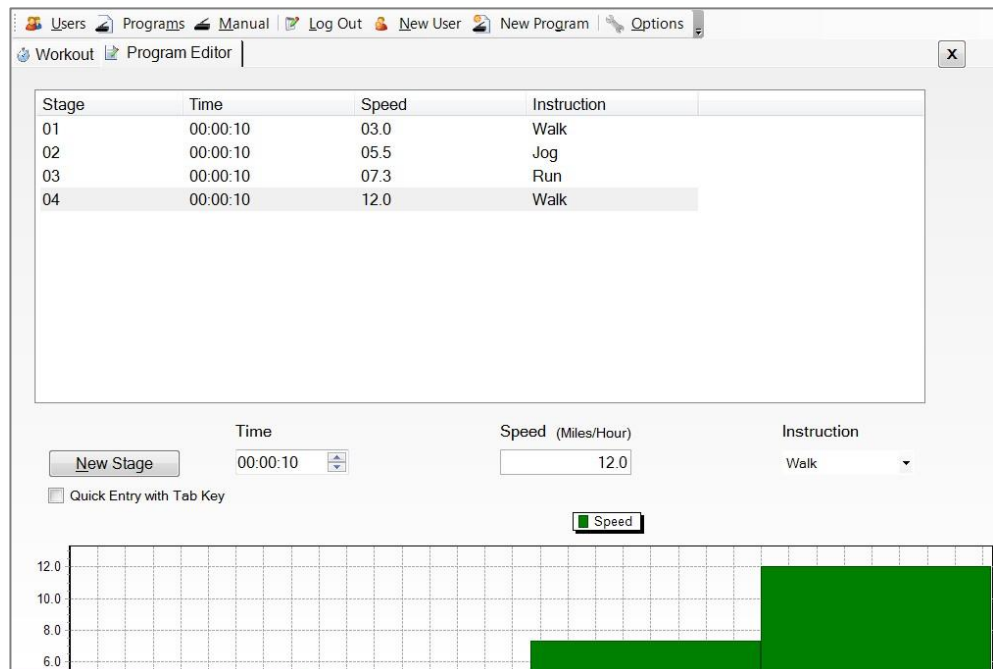 Users Programs Manual Log Out New User New Program Options
Workout Program Editor X
Stage Time Speed Instruction
01 00:00:10 03.0 Walk
02 00:00:10 05.5 Jog
03 00:00:10 07.3 Run
04 00:00:10 12.0 Walk
Time Speed (Miles/Hour) Instruction
New Stage 00:00:10 12.0 Walk
Quick Entry with Tab Key
Speed
12.0
10.0
8.0
6.0